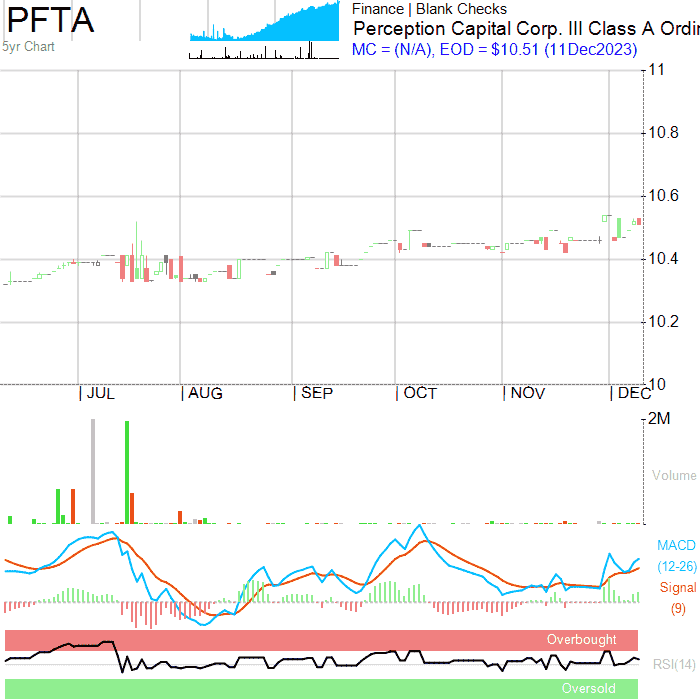 PFTA
5yr Chart
Finance | Blank Checks
Perception Capital Corp. III Class A Ordi
MC = (N/A), EOD = $10.51 (11Dec2023)
11
10.8
10.6
10.4
10.2
10
JUL
AUG
SEP
OCT
NOV
DEC
2M
Volume
MACD
(12-26)
Signal
(9)
Overbought
RSI(14)
Oversold